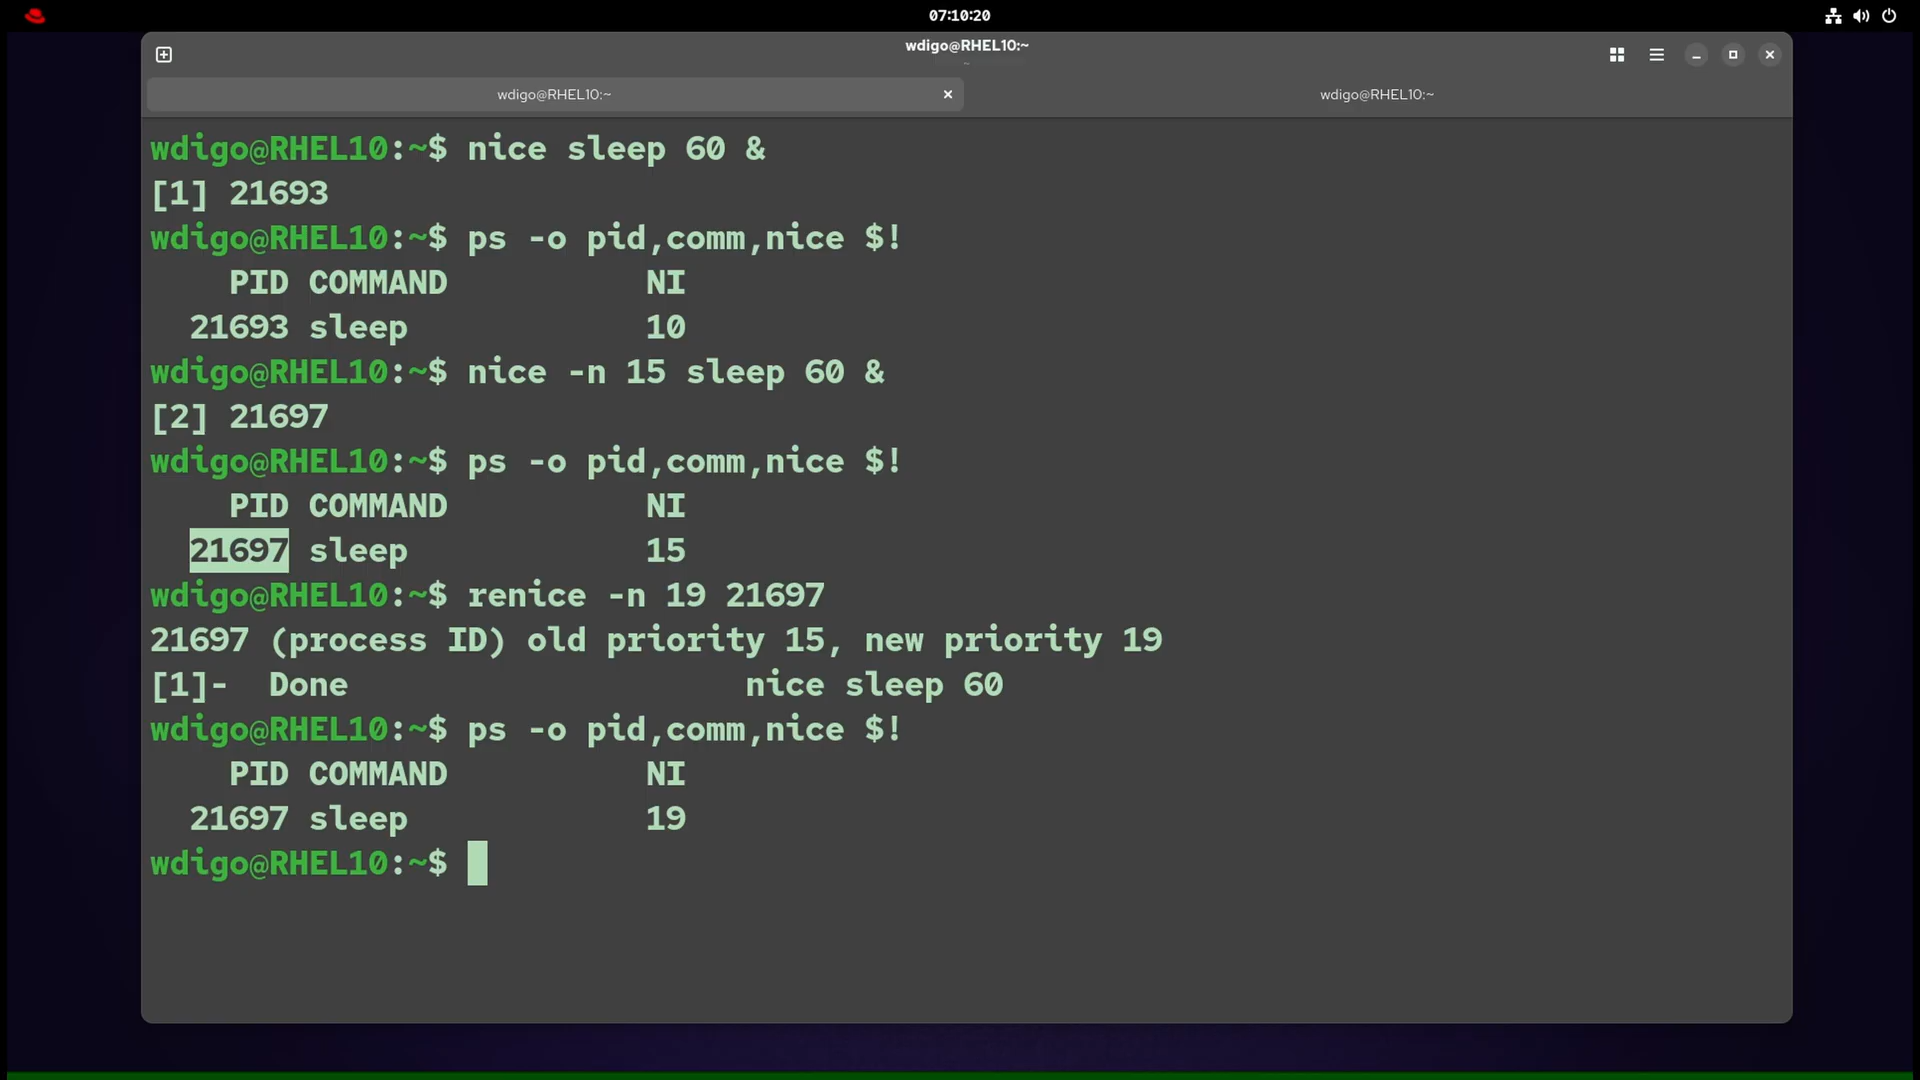 07:10:20
wdigo@RHEL10:~
~
wdigo@RHEL10:~
wdigo@RHEL10:~
wdigo@RHEL10:~$ nice sleep 60 &
[1] 21693
wdigo@RHEL10:~$ ps -o pid,comm,nice $!
    PID COMMAND          NI
  21693 sleep            10
wdigo@RHEL10:~$ nice -n 15 sleep 60 &
[2] 21697
wdigo@RHEL10:~$ ps -o pid,comm,nice $!
    PID COMMAND          NI
  21697 sleep            15
wdigo@RHEL10:~$ renice -n 19 21697
21697 (process ID) old priority 15, new priority 19
[1]-  Done                    nice sleep 60
wdigo@RHEL10:~$ ps -o pid,comm,nice $!
    PID COMMAND          NI
  21697 sleep            19
wdigo@RHEL10:~$